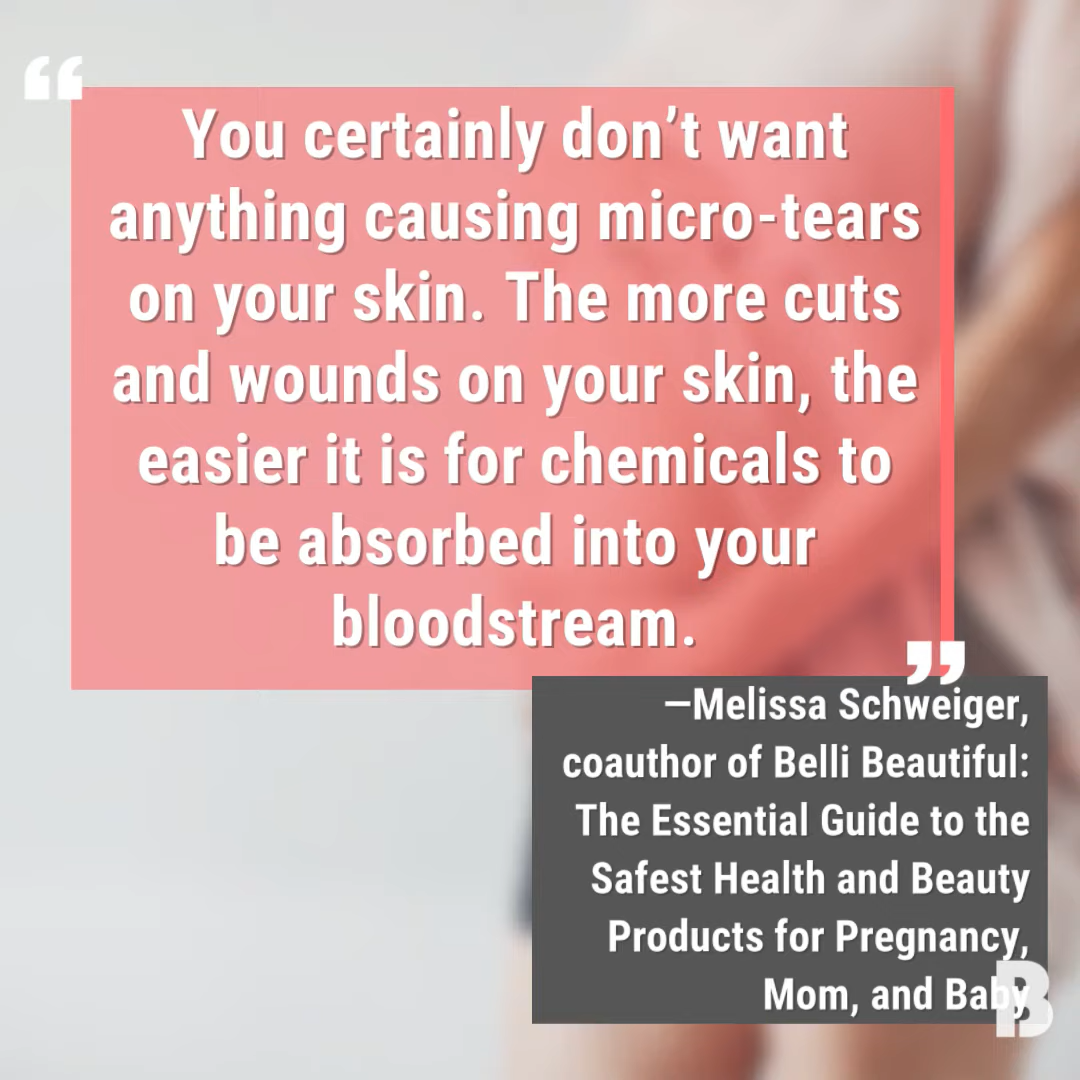 “
You certainly don’t want
anything causing micro-tears
on your skin. The more cuts
and wounds on your skin, the
easier it is for chemicals to
be absorbed into your
bloodstream.
”
—Melissa Schweiger,
coauthor of Belli Beautiful:
The Essential Guide to the
Safest Health and Beauty
Products for Pregnancy,
Mom, and Baby
B